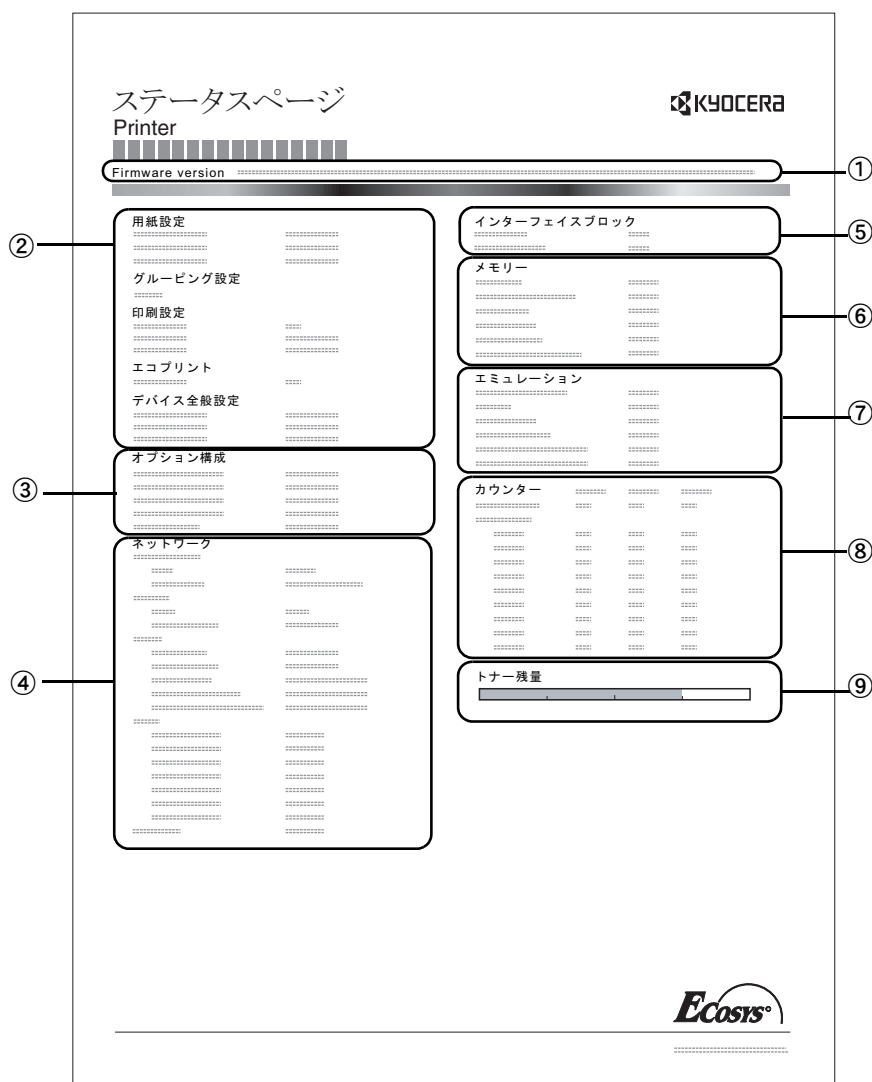 ステータスページ
KYOCERA
Printer
Firmware version
①
用紙設定
②
グルーピング設定
印刷設定
エコプリント
デバイス全般設定
オプション構成
③
ネットワーク
④
インターフェイスブロック
⑤
メモリー
⑥
エミュレーション
⑦
カウンター
⑧
トナー残量
⑨
ECOSYS